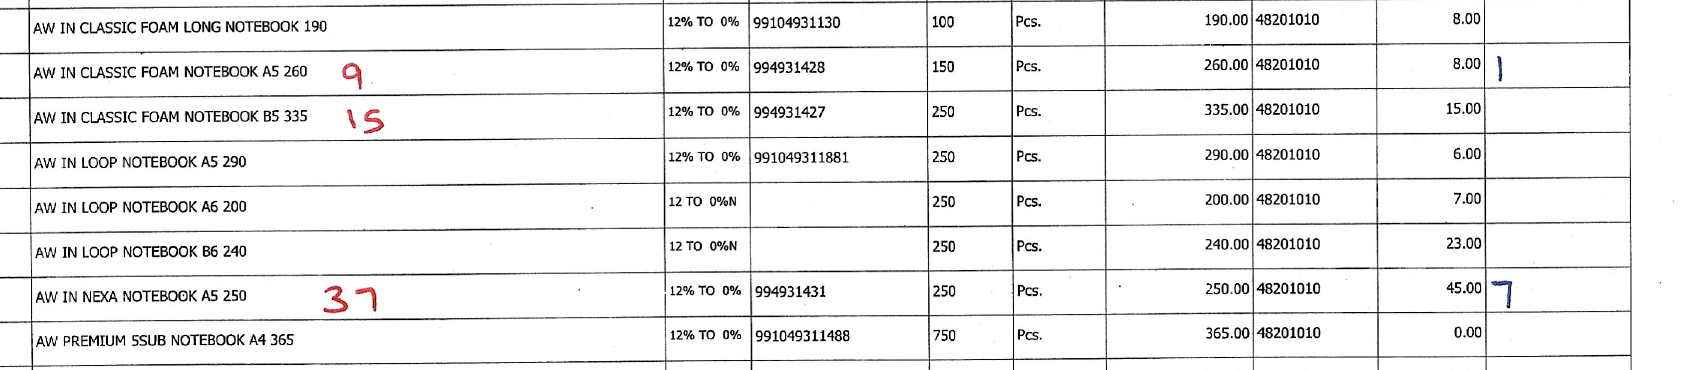 AW IN CLASSIC FOAM LONG NOTEBOOK 190 12% TO 0% 99104931130 100 Pcs. 190.00 48201010 8.00
AW IN CLASSIC FOAM NOTEBOOK A5 260 9 12% TO 0% 994931428 150 Pcs. 260.00 48201010 8.00 1
AW IN CLASSIC FOAM NOTEBOOK B5 335 15 12% TO 0% 994931427 250 Pcs. 335.00 48201010 15.00
AW IN LOOP NOTEBOOK A5 290 12% TO 0% 991049311881 250 Pcs. 290.00 48201010 6.00
AW IN LOOP NOTEBOOK A6 200 12 TO 0%N 250 Pcs. 200.00 48201010 7.00
AW IN LOOP NOTEBOOK B6 240 12 TO 0%N 250 Pcs. 240.00 48201010 23.00
AW IN NEXA NOTEBOOK A5 250 37 12% TO 0% 994931431 250 Pcs. 250.00 48201010 45.00 7
AW PREMIUM 5SUB NOTEBOOK A4 365 12% TO 0% 991049311488 750 Pcs. 365.00 48201010 0.00